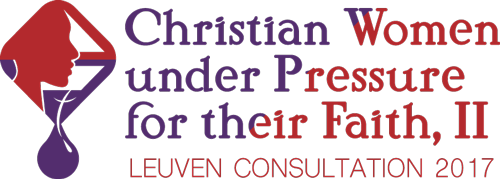 Christian Women
under Pressure
for their Faith, II
LEUVEN CONSULTATION 2017